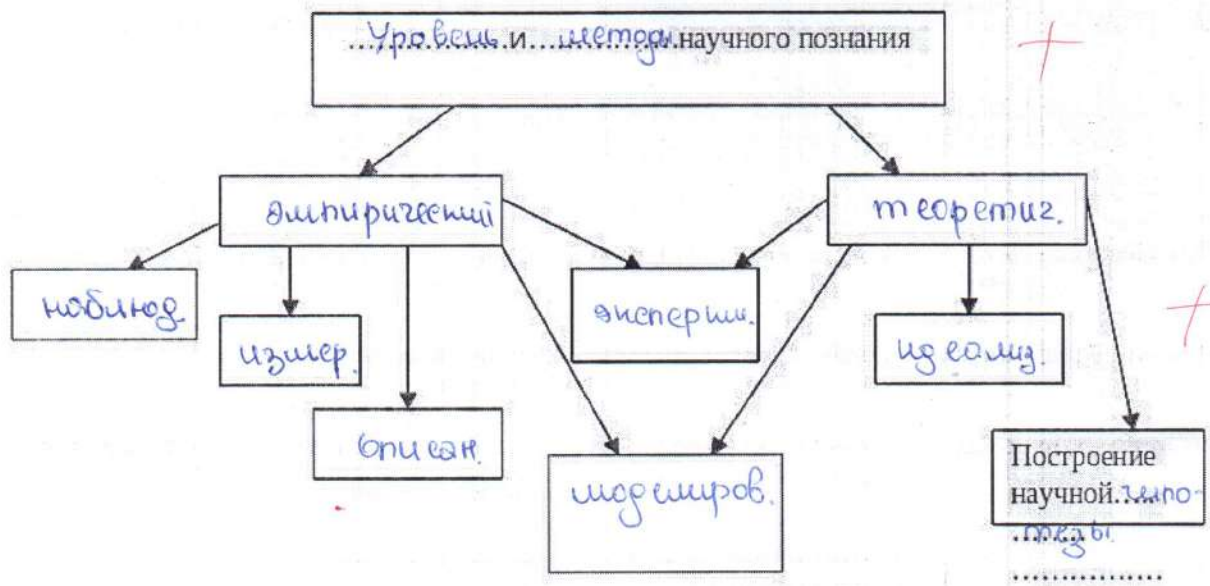 Уровень и методы научного познания
эмпирический
теоретич.
наблюд.
измер.
описан.
эксперим.
моделиров.
идеализ.
Построение
научной гипо-
тезы.